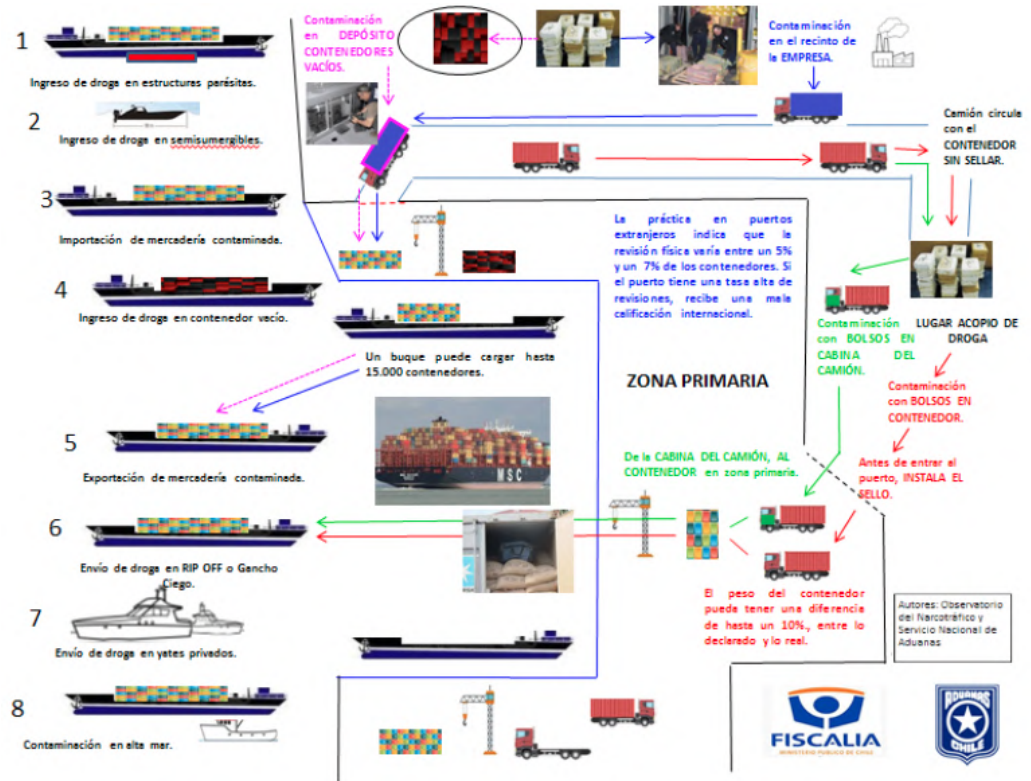 1
Ingreso de droga en estructuras parásitas.
2
Ingreso de droga en semisumergibles.
3
Importación de mercadería contaminada.
4
Ingreso de droga en contenedor vacío.
Un buque puede cargar hasta
15.000 contenedores.
5
Exportación de mercadería contaminada.
6
Envío de droga en RIP OFF o Gancho
Ciego.
7
Envío de droga en yates privados.
8
Contaminación en alta mar.
Contaminación
en DEPÓSITO
CONTENEDORES
VACÍOS.
Contaminación
en el recinto de
la EMPRESA.
Camión circula
con el
CONTENEDOR
SIN SELLAR.
La práctica en puertos
extranjeros indica que la
revisión física varía entre un 5%
y un 7% de los contenedores. Si
el puerto tiene una tasa alta de
revisiones, recibe una mala
calificación internacional.
Contaminación
con BOLSOS EN
CABINA DEL
CAMIÓN.
LUGAR ACOPIO DE
DROGA
Contaminación
con BOLSOS EN
CONTENEDOR.
ZONA PRIMARIA
MSC
De la CABINA DEL CAMIÓN, AL
CONTENEDOR en zona primaria.
Antes de entrar al
puerto, INSTALA EL
SELLO.
El peso del contenedor
puede tener una diferencia
de hasta un 10%., entre lo
declarado y lo real.
Autores: Observatorio
del Narcotráfico y
Servicio Nacional de
Aduanas
FISCALIA
MINISTERIO PUBLICO DE CHILE
ADUANAS
CHILE